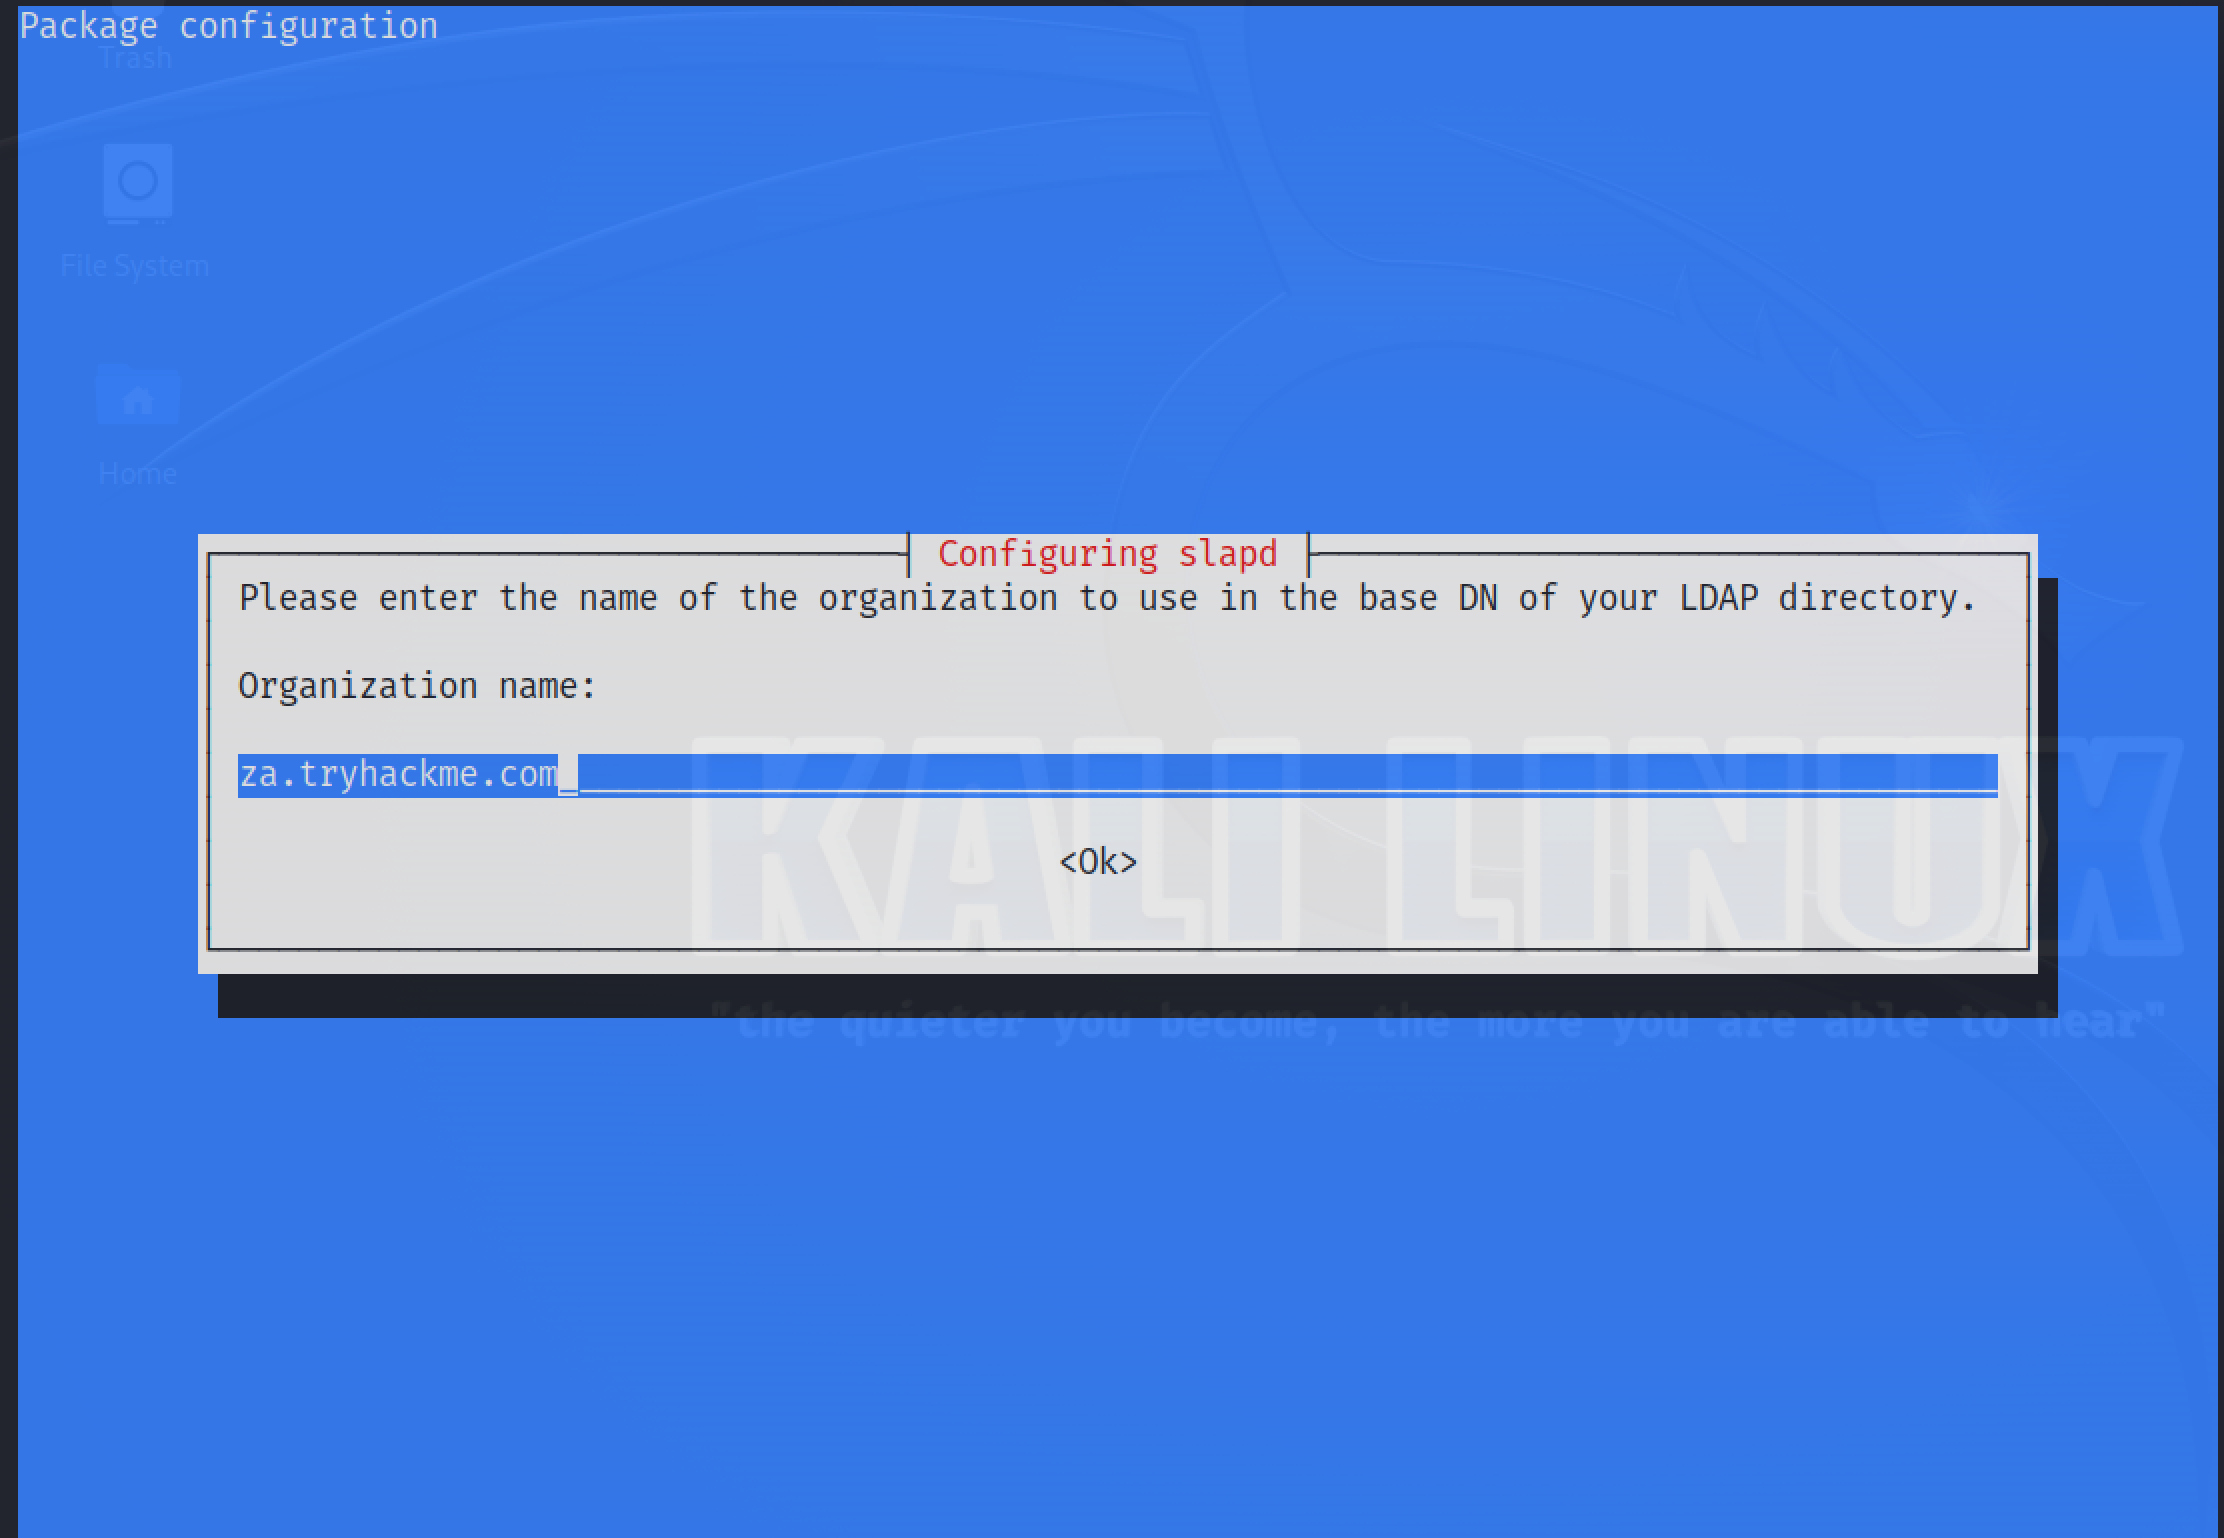 Package configuration
Trash
File System
Home
Configuring slapd
Please enter the name of the organization to use in the base DN of your LDAP directory.
Organization name:
za.tryhackme.com
<Ok>
KALI LINUX
"the quieter you become, the more you are able to hear"